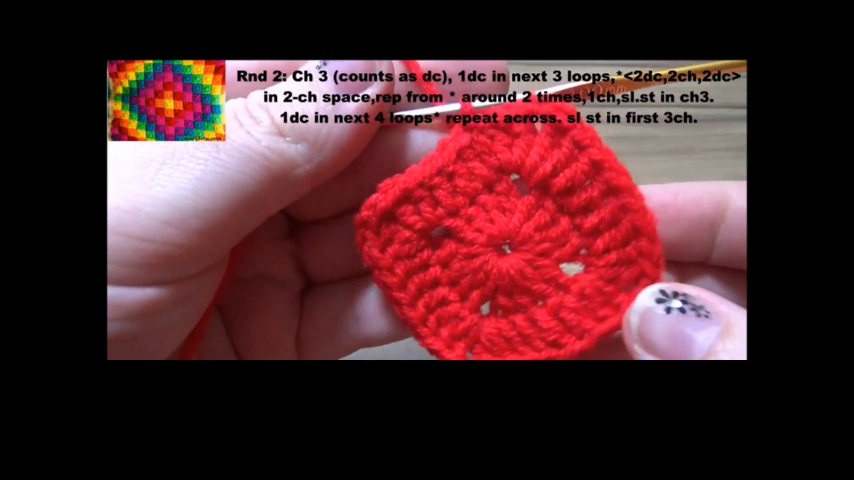 Rnd 2: Ch 3 (counts as dc), 1dc in next 3 loops,*<2dc,2ch,2dc>
in 2-ch space,rep from * around 2 times,1ch,sl.st in ch3.
1dc in next 4 loops* repeat across. sl st in first 3ch.